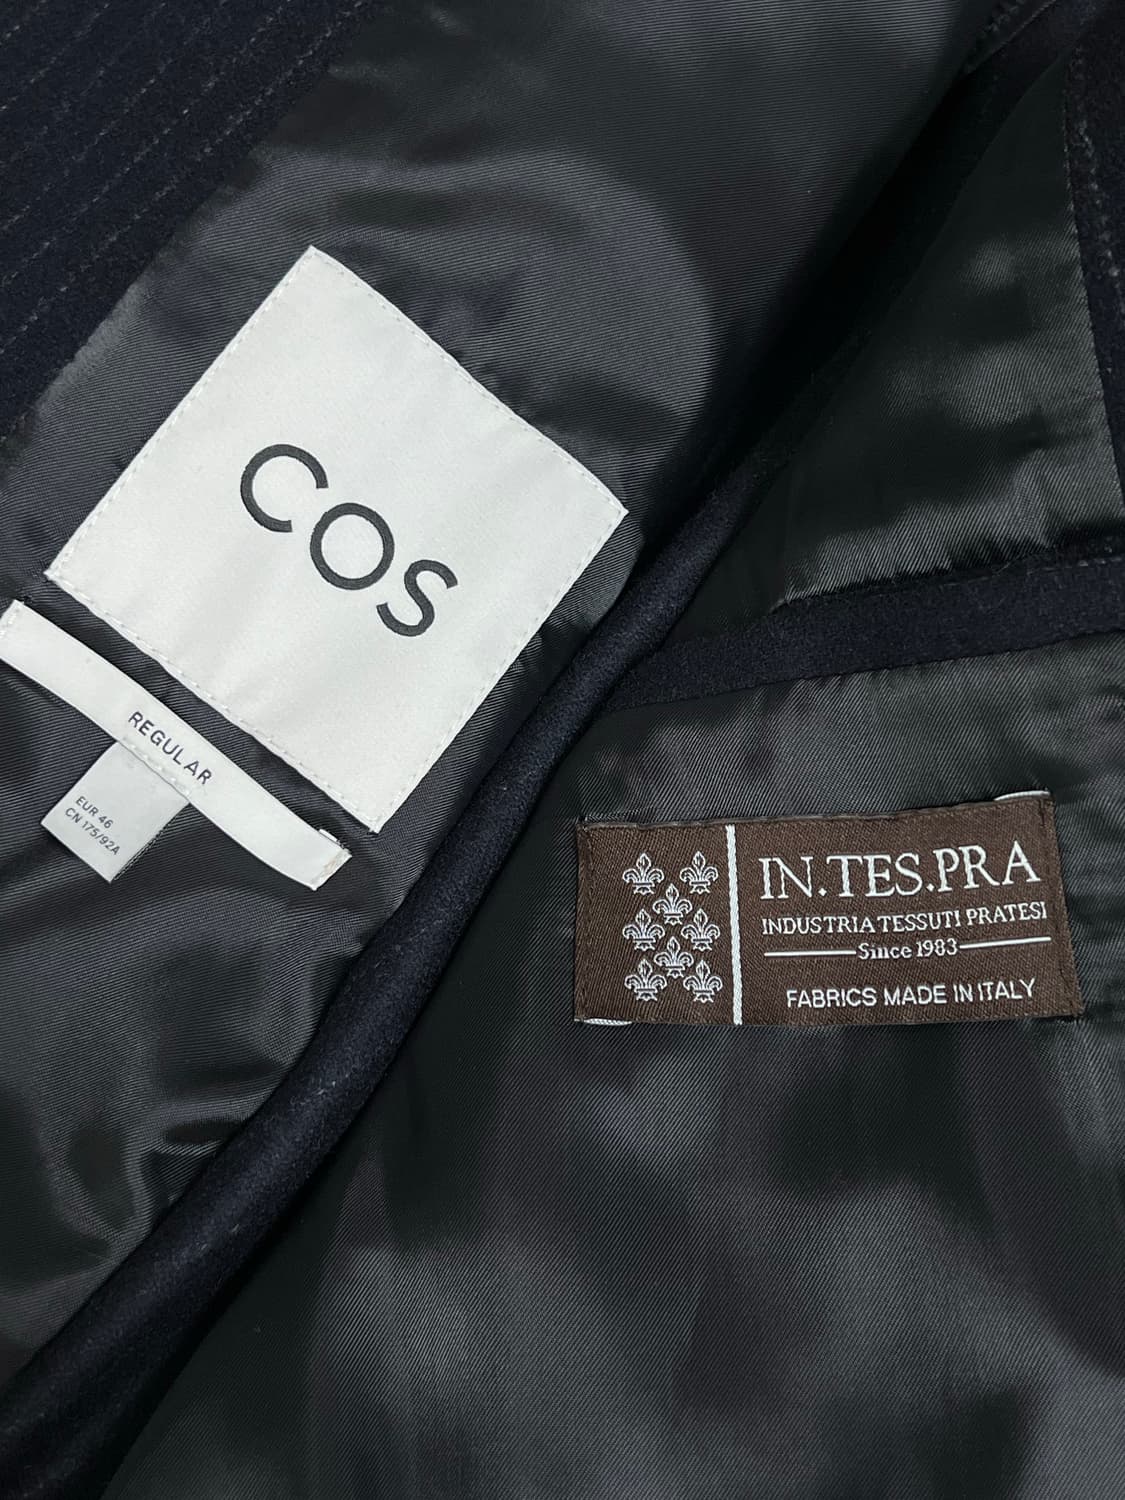 COS
REGULAR
EUR 46
CN 175/92A
IN.TES.PRA
INDUSTRIA TESSUTI PRATESI
Since 1983
FABRICS MADE IN ITALY